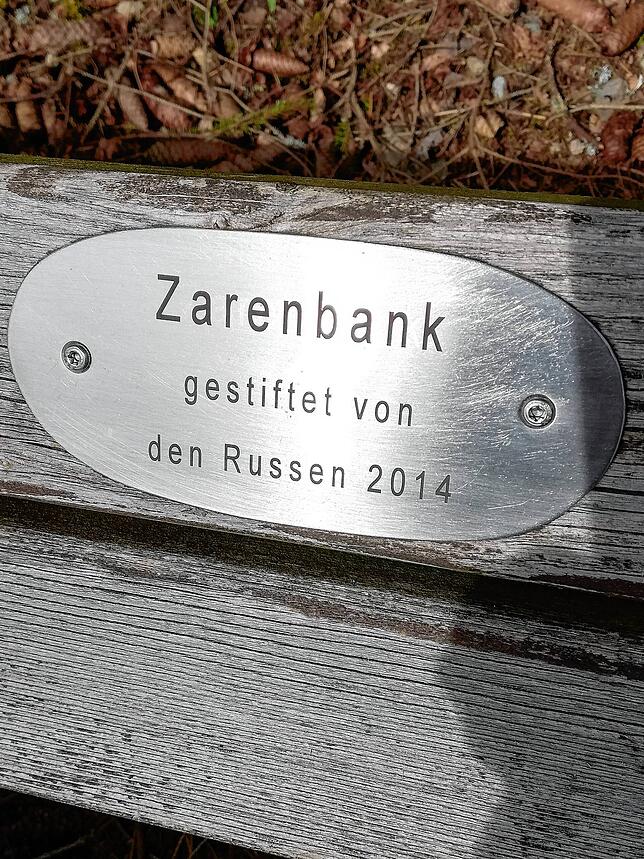 Zarenbank
gestiftet von
den Russen 2014